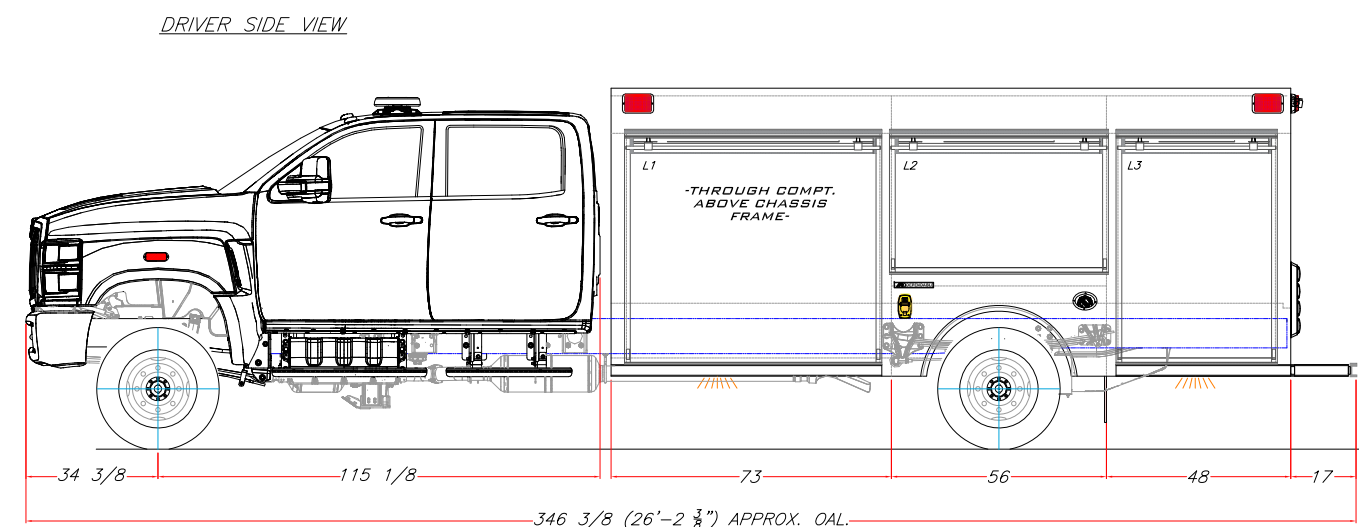 DRIVER SIDE VIEW
L1
-THROUGH COMPT.
ABOVE CHASSIS
FRAME-
L2
L3
34 3/8
115 1/8
73
56
48
17
346 3/8 (26'-2 3/8") APPROX. OAL.